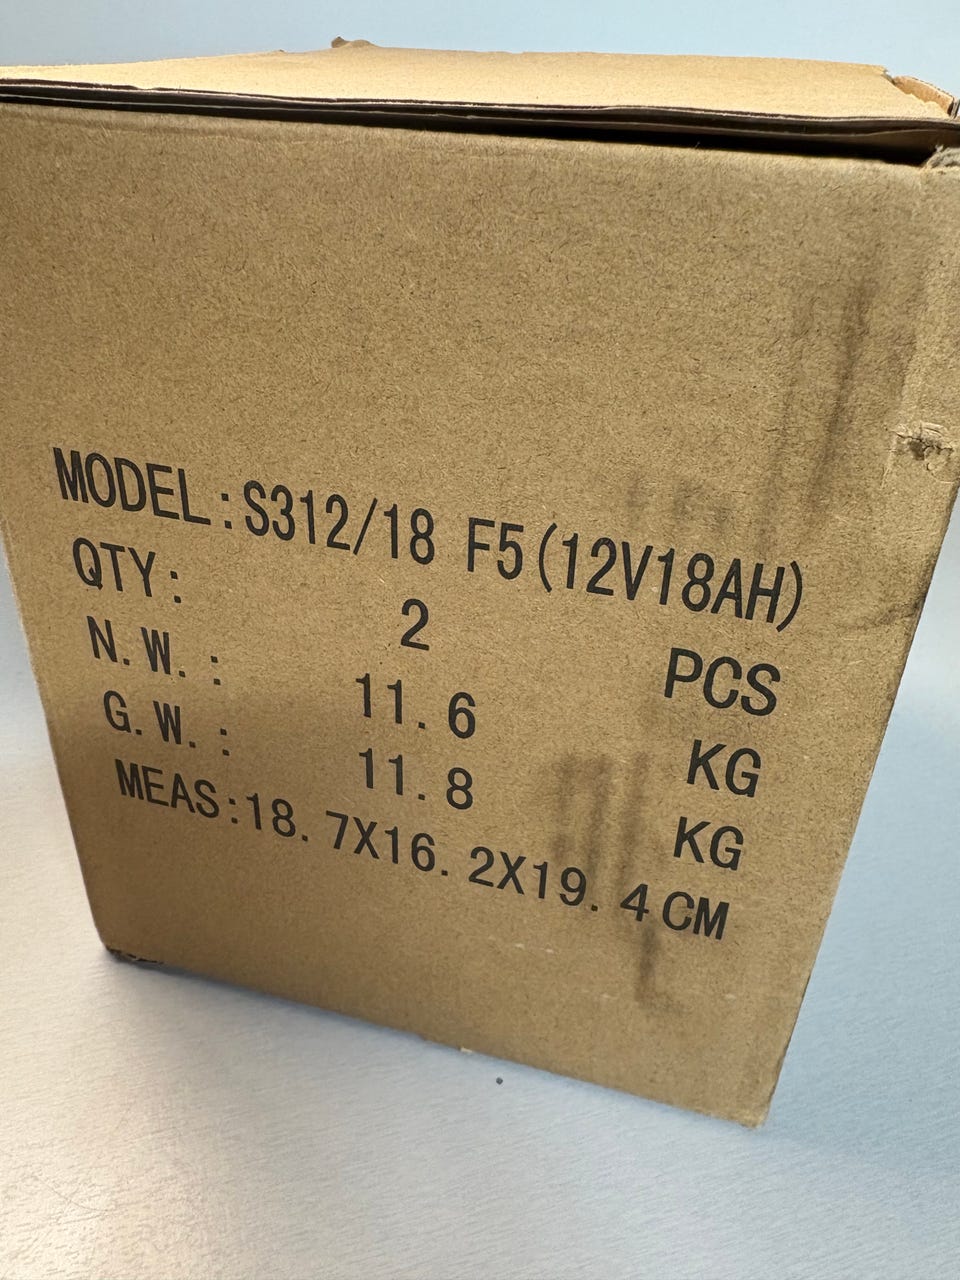 MODEL:S312/18 F5(12V18AH)
QTY: 2 PCS
N.W.: 11.6 KG
G.W.: 11.8 KG
MEAS:18.7X16.2X19.4CM